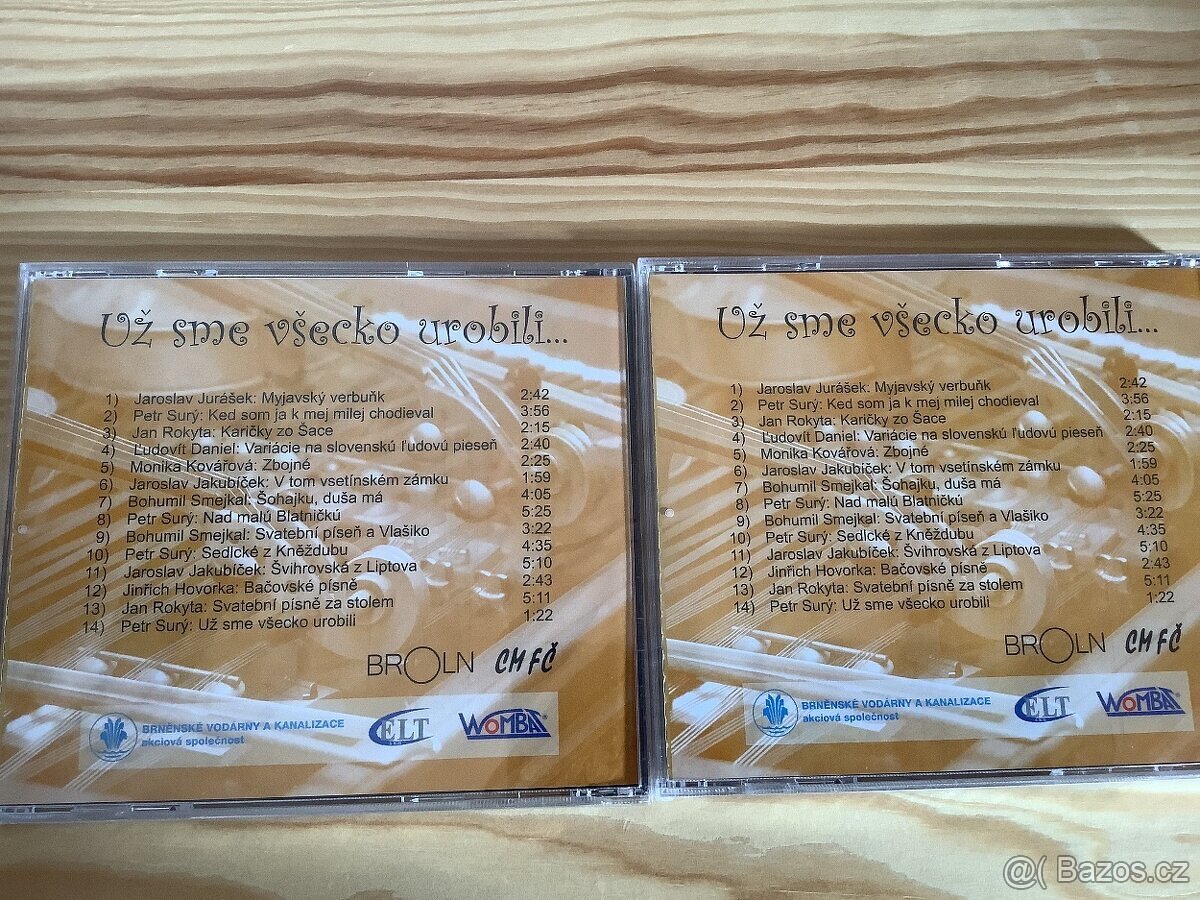 Už sme všecko urobili...
1) Jaroslav Jurášek: Myjavský verbuňk 2:42
2) Petr Surý: Ked som ja k mej milej chodieval 3:56
3) Jan Rokyta: Karičky zo Šace 2:15
4) Ľudovít Daniel: Variácie na slovenskú ľudovú pieseň 2:40
5) Monika Kovářová: Zbojné 2:25
6) Jaroslav Jakubíček: V tom vsetínském zámku 1:59
7) Bohumil Smejkal: Šohajku, duša má 4:05
8) Petr Surý: Nad malú Blatničkú 5:25
9) Bohumil Smejkal: Svatební píseň a Vlašiko 3:22
10) Petr Surý: Sedlcké z Kněždubu 4:35
11) Jaroslav Jakubíček: Švihrovská z Liptova 5:10
12) Jinřich Hovorka: Bačovské písně 2:43
13) Jan Rokyta: Svatební písně za stolem 5:11
14) Petr Surý: Už sme všecko urobili 1:22
BROLN CMFČ
BRNĚNSKÉ VODÁRNY A KANALIZACE
akciová společnost
ELT
WOMBAT
Už sme všecko urobili...
1) Jaroslav Jurášek: Myjavský verbuňk 2:42
2) Petr Surý: Ked som ja k mej milej chodieval 3:56
3) Jan Rokyta: Karičky zo Šace 2:15
4) Ľudovít Daniel: Variácie na slovenskú ľudovú pieseň 2:40
5) Monika Kovářová: Zbojné 2:25
6) Jaroslav Jakubíček: V tom vsetínském zámku 1:59
7) Bohumil Smejkal: Šohajku, duša má 4:05
8) Petr Surý: Nad malú Blatničkú 5:25
9) Bohumil Smejkal: Svatební píseň a Vlašiko 3:22
10) Petr Surý: Sedlcké z Kněždubu 4:35
11) Jaroslav Jakubíček: Švihrovská z Liptova 5:10
12) Jinřich Hovorka: Bačovské písně 2:43
13) Jan Rokyta: Svatební písně za stolem 5:11
14) Petr Surý: Už sme všecko urobili 1:22
BROLN CMFČ
BRNĚNSKÉ VODÁRNY A KANALIZACE
akciová společnost
ELT
WOMBAT
@( Bazos.cz